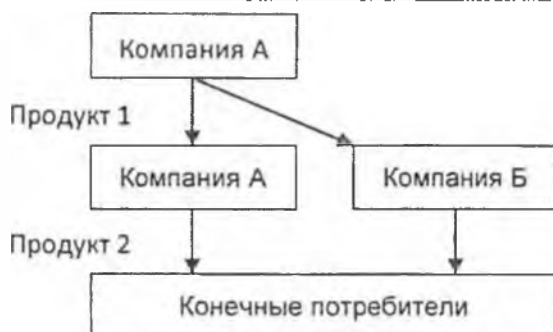 Компания А
Продукт 1
Компания А
Компания Б
Продукт 2
Конечные потребители